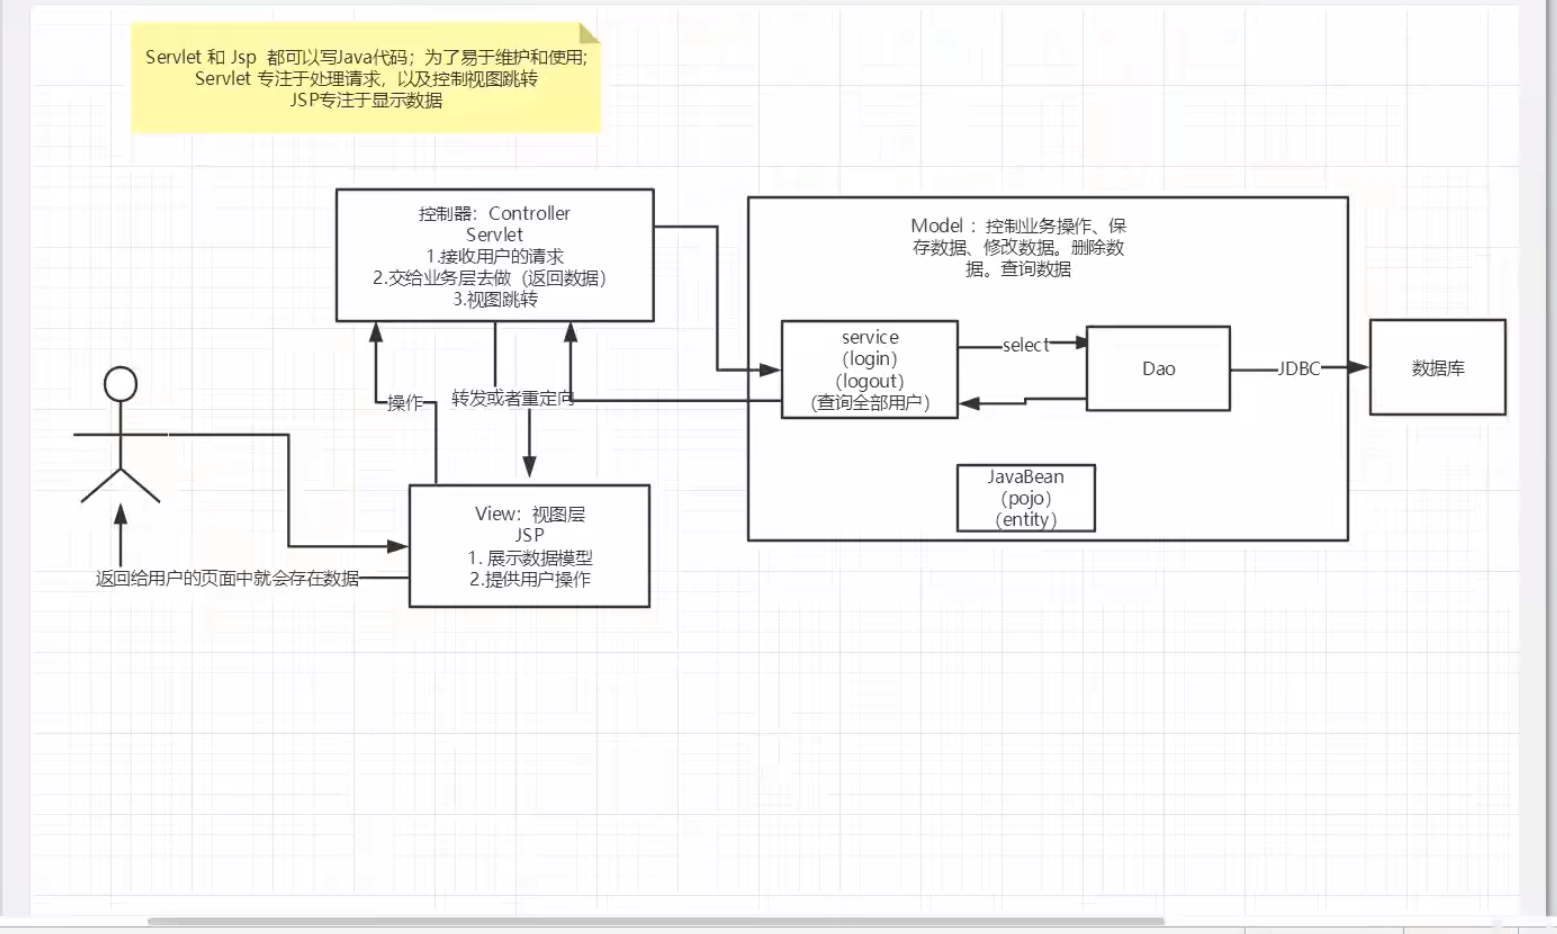 Servlet 和 Jsp 都可以写Java代码；为了易于维护和使用;
Servlet 专注于处理请求，以及控制视图跳转
JSP专注于显示数据
控制器：Controller
Servlet
1.接收用户的请求
2.交给业务层去做（返回数据）
3.视图跳转
Model ：控制业务操作、保
存数据、修改数据。删除数
据。查询数据
service
（login）
（logout）
（查询全部用户）
select
Dao
JDBC
数据库
操作
转发或者重定向
JavaBean
（pojo）
（entity）
View：视图层
JSP
1. 展示数据模型
2.提供用户操作
返回给用户的页面中就会存在数据